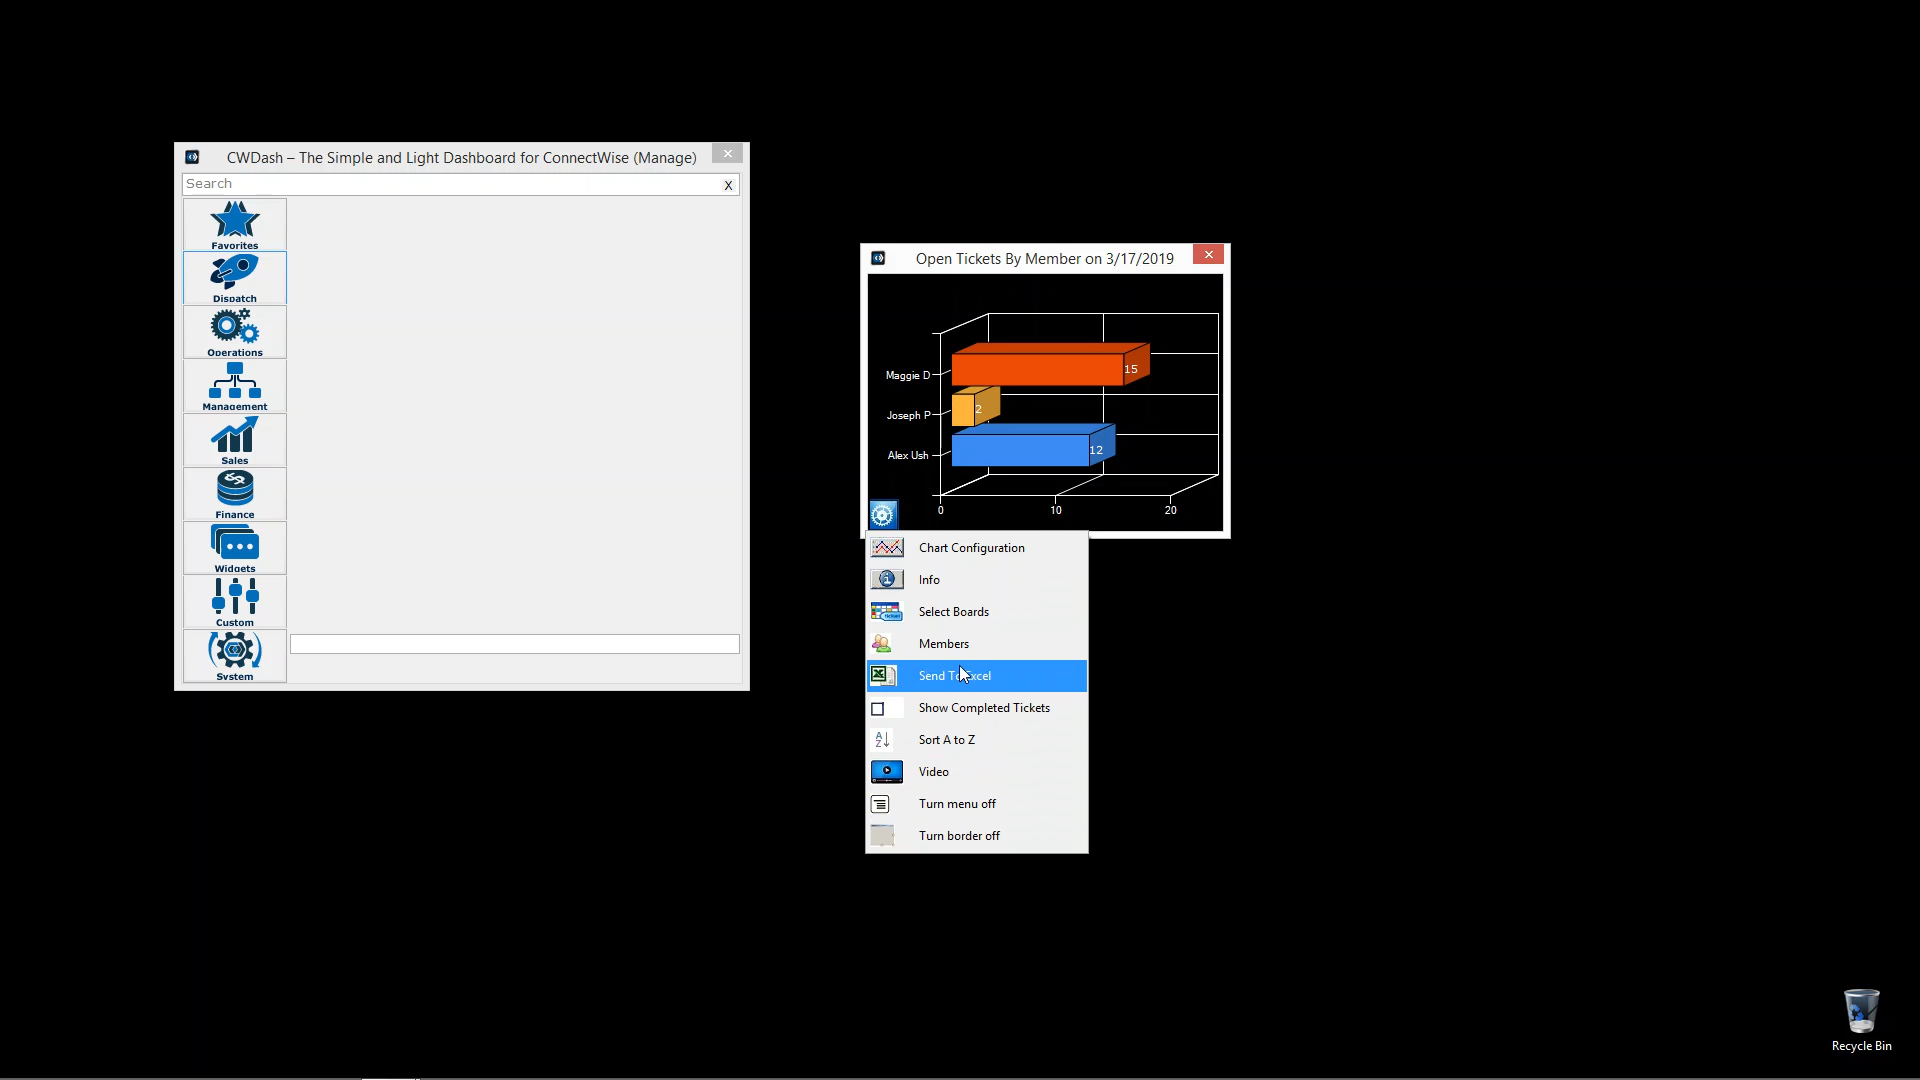 CWDash – The Simple and Light Dashboard for ConnectWise (Manage)
Search
X
Favorites
Dispatch
Operations
Management
Sales
Finance
Widgets
Custom
System
Open Tickets By Member on 3/17/2019
Maggie D
15
Joseph P
2
Alex Ush
12
0
10
20
Chart Configuration
Info
Select Boards
Members
Send To Excel
Show Completed Tickets
Sort A to Z
Video
Turn menu off
Turn border off
Recycle Bin